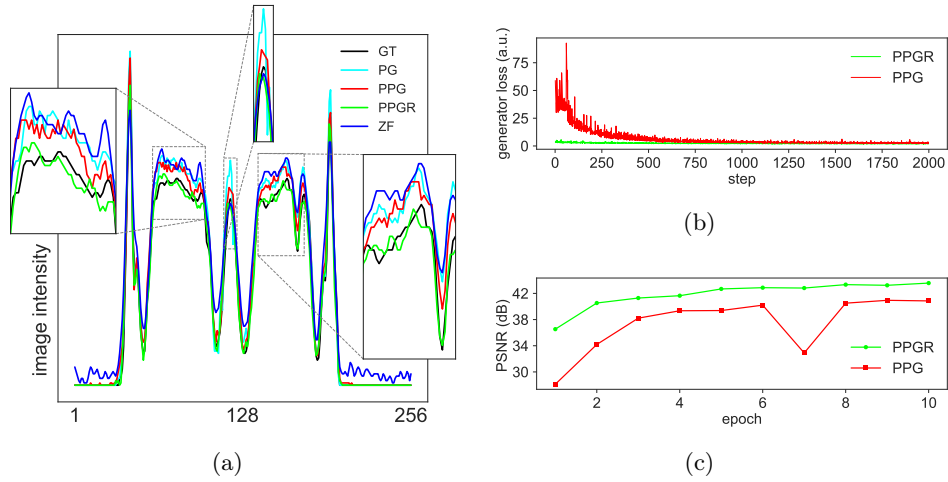 GT
PG
PPG
PPGR
ZF
image intensity
1 128 256
(a)
generator loss (a.u.)
75
50
25
0
PPGR
PPG
0 250 500 750 1000 1250 1500 1750 2000
step
(b)
PSNR (dB)
42
38
34
30
PPGR
PPG
2 4 6 8 10
epoch
(c)